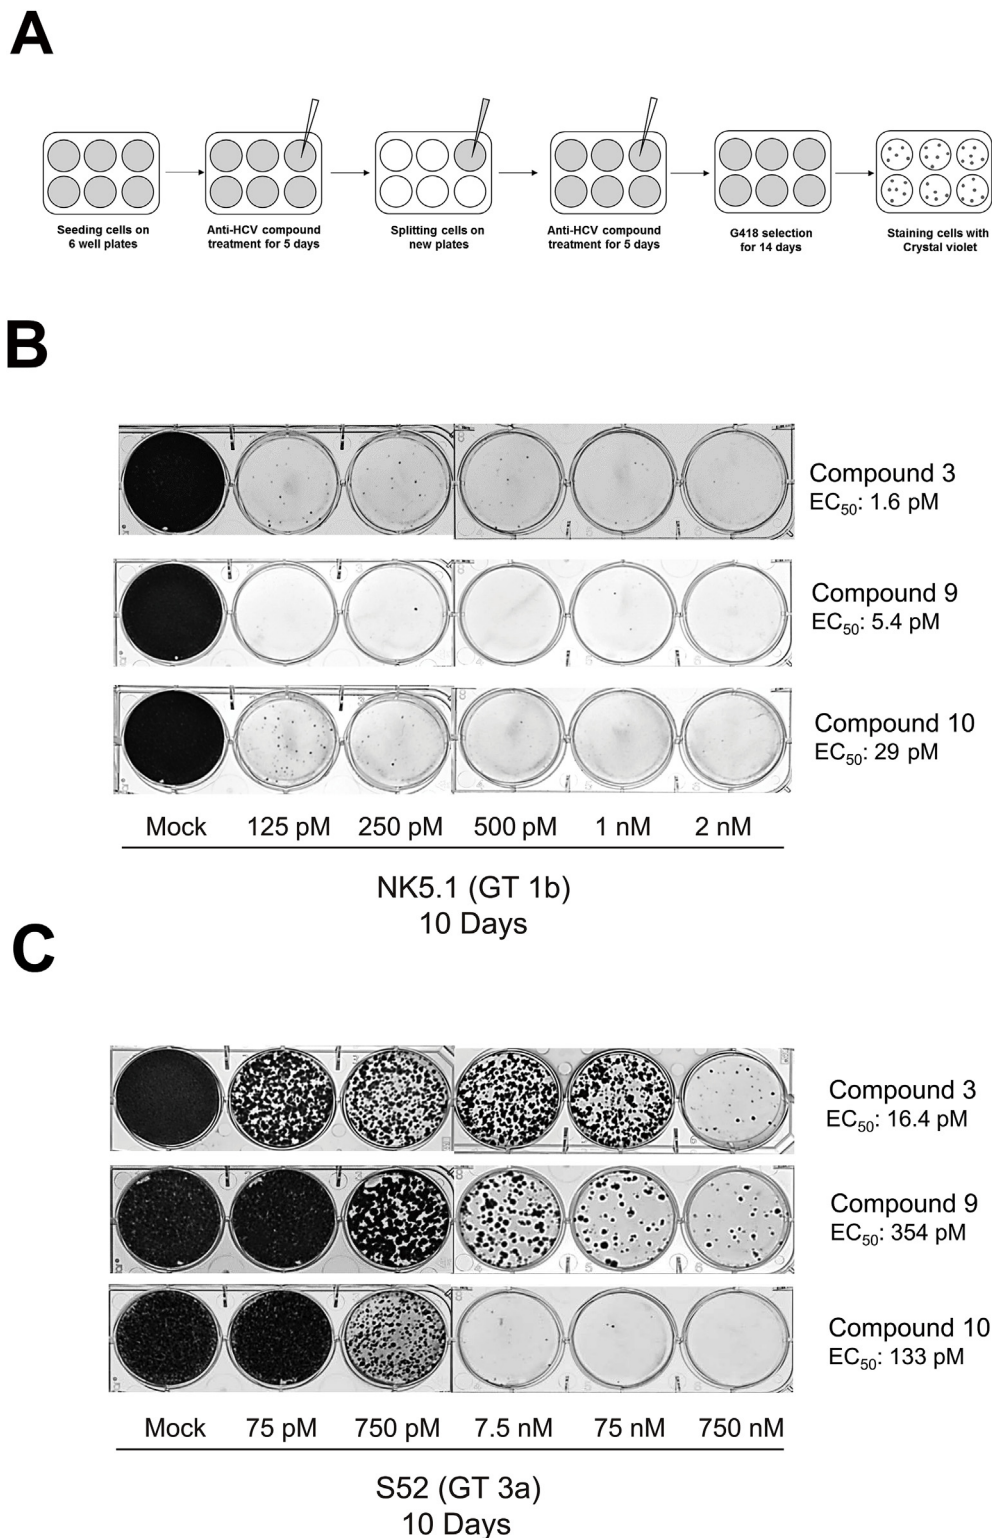 A
Seeding cells on
6 well plates
Anti-HCV compound
treatment for 5 days
Splitting cells on
new plates
Anti-HCV compound
treatment for 5 days
G418 selection
for 14 days
Staining cells with
Crystal violet
B
Compound 3
EC50: 1.6 pM
Compound 9
EC50: 5.4 pM
Compound 10
EC50: 29 pM
Mock 125 pM 250 pM 500 pM 1 nM 2 nM
NK5.1 (GT 1b)
10 Days
C
Compound 3
EC50: 16.4 pM
Compound 9
EC50: 354 pM
Compound 10
EC50: 133 pM
Mock 75 pM 750 pM 7.5 nM 75 nM 750 nM
S52 (GT 3a)
10 Days